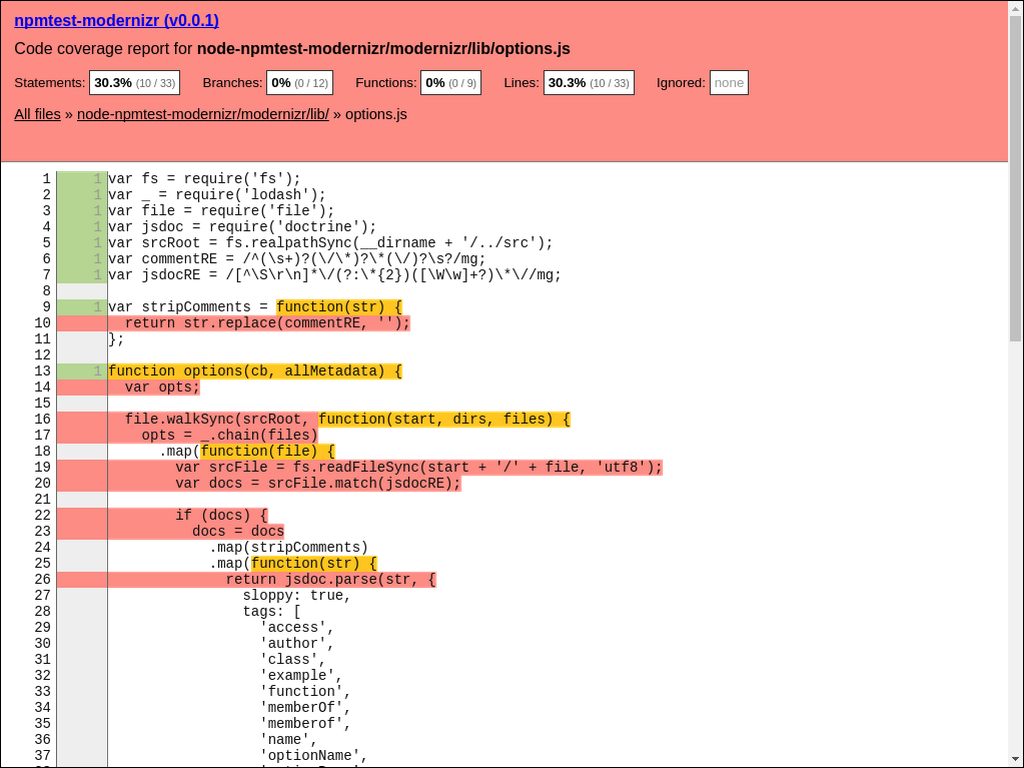 npmtest-modernizr (v0.0.1)
Code coverage report for node-npmtest-modernizr/modernizr/lib/options.js
Statements: 30.3% (10 / 33) Branches: 0% (0 / 12) Functions: 0% (0 / 9) Lines: 30.3% (10 / 33) Ignored: none
All files » node-npmtest-modernizr/modernizr/lib/ » options.js
1 1 var fs = require('fs');
2 1 var _ = require('lodash');
3 1 var file = require('file');
4 1 var jsdoc = require('doctrine');
5 1 var srcRoot = fs.realpathSync(__dirname + '/../src');
6 1 var commentRE = /^(\s+)?(\/\*)?\*(\/)?\s?/mg;
7 1 var jsdocRE = /[^\S\r\n]*\/(?:\*{2})([\W\w]+?)\*\//mg;
8
9 1 var stripComments = function(str) {
10 return str.replace(commentRE, '');
11 };
12
13 1 function options(cb, allMetadata) {
14 var opts;
15
16 file.walkSync(srcRoot, function(start, dirs, files) {
17 opts = _.chain(files)
18 .map(function(file) {
19 var srcFile = fs.readFileSync(start + '/' + file, 'utf8');
20 var docs = srcFile.match(jsdocRE);
21
22 if (docs) {
23 docs = docs
24 .map(stripComments)
25 .map(function(str) {
26 return jsdoc.parse(str, {
27 sloppy: true,
28 tags: [
29 'access',
30 'author',
31 'class',
32 'example',
33 'function',
34 'memberOf',
35 'memberof',
36 'name',
37 'optionName',